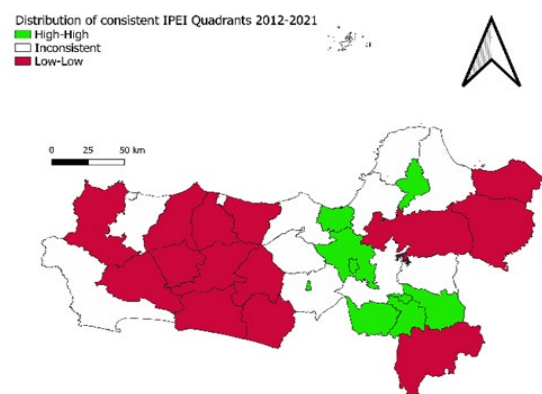 Distribution of consistent IPEI Quadrants 2012-2021
High-High
Inconsistent
Low-Low
0 25 50 km